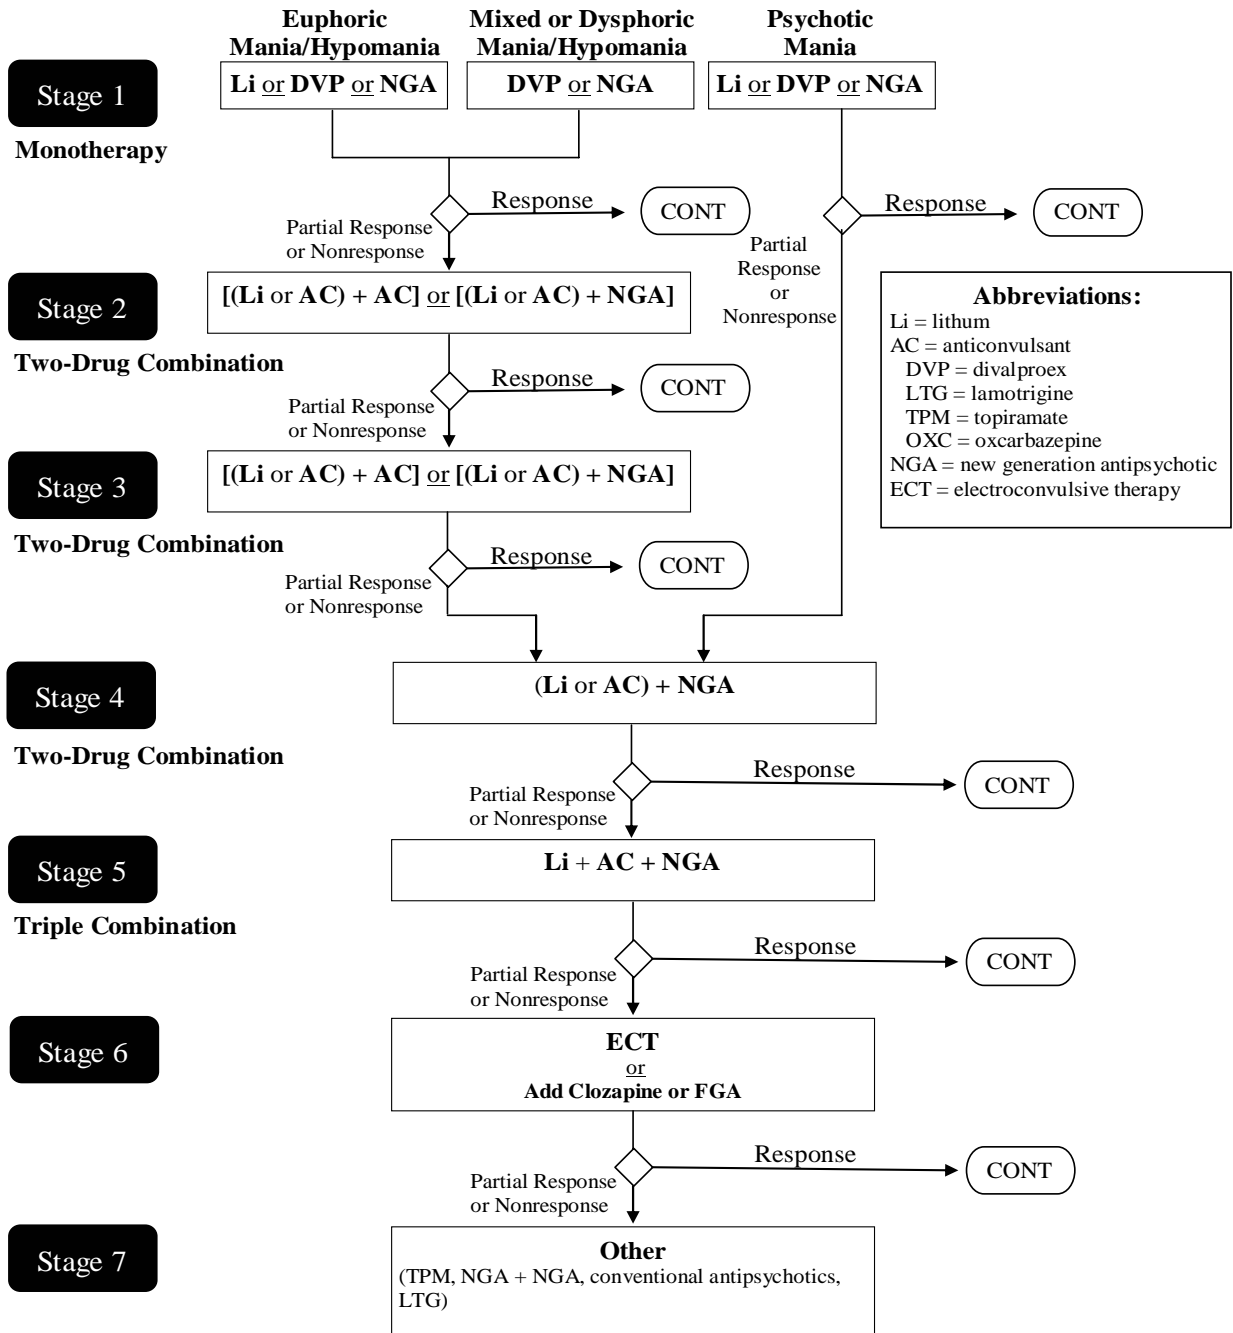 Euphoric
Mania/Hypomania
Mixed or Dysphoric
Mania/Hypomania
Psychotic
Mania
Stage 1
Monotherapy
Li or DVP or NGA
DVP or NGA
Li or DVP or NGA
Response
CONT
Partial Response
or Nonresponse
Response
CONT
Partial
Response
or
Nonresponse
Stage 2
Two-Drug Combination
[(Li or AC) + AC] or [(Li or AC) + NGA]
Response
CONT
Partial Response
or Nonresponse
Abbreviations:
Li = lithum
AC = anticonvulsant
DVP = divalproex
LTG = lamotrigine
TPM = topiramate
OXC = oxcarbazepine
NGA = new generation antipsychotic
ECT = electroconvulsive therapy
Stage 3
Two-Drug Combination
[(Li or AC) + AC] or [(Li or AC) + NGA]
Response
CONT
Partial Response
or Nonresponse
Stage 4
Two-Drug Combination
(Li or AC) + NGA
Response
CONT
Partial Response
or Nonresponse
Stage 5
Triple Combination
Li + AC + NGA
Response
CONT
Partial Response
or Nonresponse
Stage 6
ECT
or
Add Clozapine or FGA
Response
CONT
Partial Response
or Nonresponse
Stage 7
Other
(TPM, NGA + NGA, conventional antipsychotics,
LTG)